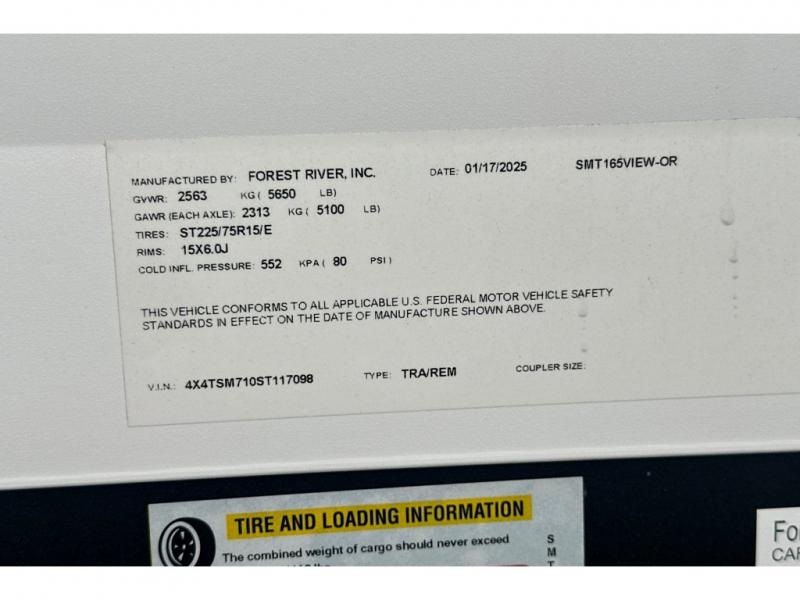 MANUFACTURED BY: FOREST RIVER, INC. DATE: 01/17/2025 SMT165VIEW-OR
GVWR: 2563 KG ( 5650 LB)
GAWR (EACH AXLE): 2313 KG ( 5100 LB)
TIRES: ST225/75R15/E
RIMS: 15X6.0J
COLD INFL. PRESSURE: 552 KPA ( 80 PSI )
THIS VEHICLE CONFORMS TO ALL APPLICABLE U.S. FEDERAL MOTOR VEHICLE SAFETY
STANDARDS IN EFFECT ON THE DATE OF MANUFACTURE SHOWN ABOVE.
V.I.N.: 4X4TSM710ST117098 TYPE: TRA/REM COUPLER SIZE:
TIRE AND LOADING INFORMATION
The combined weight of cargo should never exceed
SMT